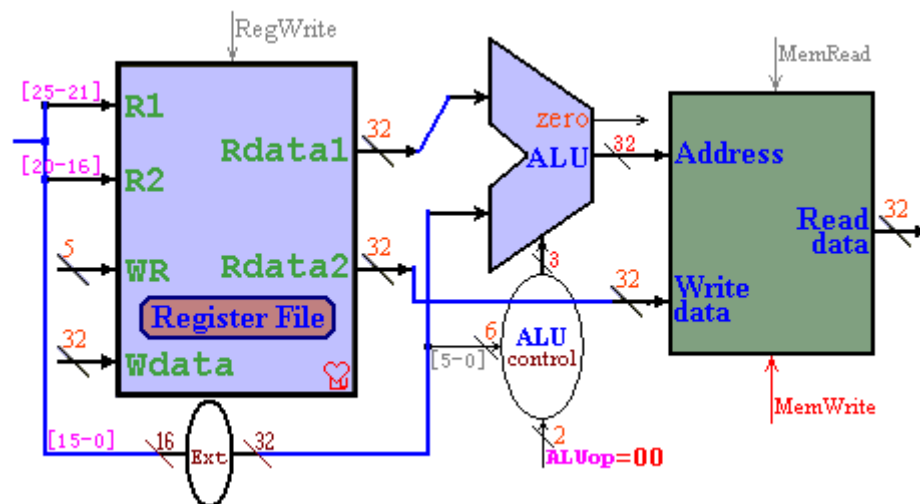 RegWrite
MemRead
[25-21]
R1
zero
32
Rdata1
ALU
32
Address
[20-16]
R2
Read
data
32
5
WR
Rdata2
32
3
32
Write
data
Register File
ALU
control
6
[5-0]
32
Wdata
MemWrite
[15-0]
16
Ext
32
2
ALUop=00